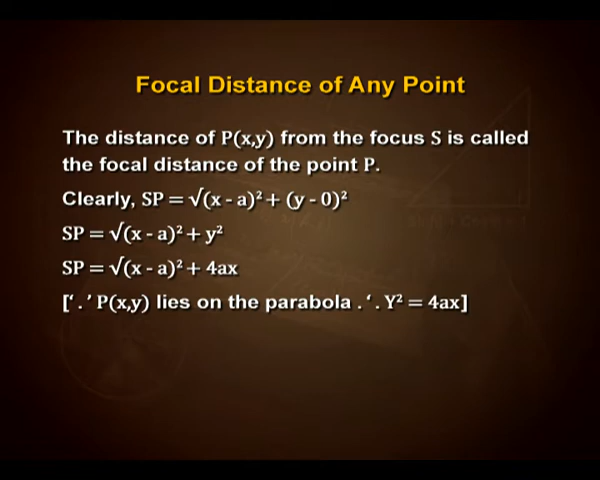 Focal Distance of Any Point
The distance of P(x,y) from the focus S is called
the focal distance of the point P.
Clearly, SP = √(x - a)² + (y - 0)²
SP = √(x - a)² + y²
SP = √(x - a)² + 4ax
[‘ . ’ P(x,y) lies on the parabola . ‘ . Y² = 4ax]